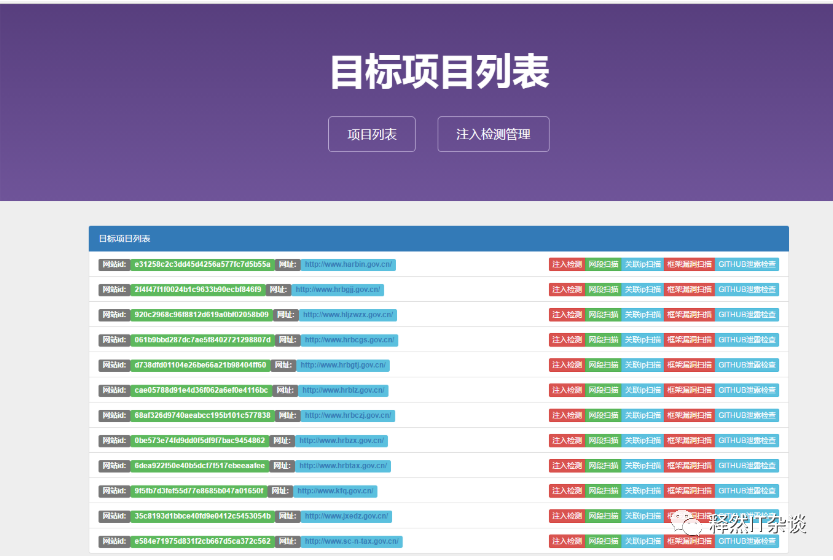 目标项目列表
项目列表 注入检测管理
目标项目列表
网站id: e31258c2c3dd45d4256a577fc7d5b55a 网址: http://www.harbin.gov.cn/ 注入检测 网段扫描 关联ip扫描 框架漏洞扫描 GITHUB泄露检查
网站id: 2f4f47f1f0024b1c9633b90ecbf846f9 网址: http://www.hrbgjj.gov.cn/ 注入检测 网段扫描 关联ip扫描 框架漏洞扫描 GITHUB泄露检查
网站id: 920c2968c96f8812d619a0bf02058b09 网址: http://www.hljxwzx.gov.cn/ 注入检测 网段扫描 关联ip扫描 框架漏洞扫描 GITHUB泄露检查
网站id: 061b9bbd287dc7ae5f8402721298807d 网址: http://www.hrbcgs.gov.cn/ 注入检测 网段扫描 关联ip扫描 框架漏洞扫描 GITHUB泄露检查
网站id: d738dfd01104e26be66a21b98404ff60 网址: http://www.hrbgtj.gov.cn/ 注入检测 网段扫描 关联ip扫描 框架漏洞扫描 GITHUB泄露检查
网站id: cae05788d91e4d36f062a6ef0e4116bc 网址: http://www.hrblz.gov.cn/ 注入检测 网段扫描 关联ip扫描 框架漏洞扫描 GITHUB泄露检查
网站id: 68af326d9740aeabcc195b101c577838 网址: http://www.hrbczj.gov.cn/ 注入检测 网段扫描 关联ip扫描 框架漏洞扫描 GITHUB泄露检查
网站id: 0be573e74fd9dd0f5df9f7bac9454862 网址: http://www.hrbzx.gov.cn/ 注入检测 网段扫描 关联ip扫描 框架漏洞扫描 GITHUB泄露检查
网站id: 6dea922f50e40b5dcf7f517ebeeaafee 网址: http://www.hrbtax.gov.cn/ 注入检测 网段扫描 关联ip扫描 框架漏洞扫描 GITHUB泄露检查
网站id: 9f5fb7d3fef55d77e8685b047a01650f 网址: http://www.kfq.gov.cn/ 注入检测 网段扫描 关联ip扫描 框架漏洞扫描 GITHUB泄露检查
网站id: 35c8193d1bbce40fd9e0412c5453054b 网址: http://www.jxedz.gov.cn/ 注入检测 网段扫描 关联ip扫描 框架漏洞扫描
网站id: e584e71975d831f2cb667d5ca372c562 网址: http://www.sc-n-tax.gov.cn/ 注入检测 网段扫描 关联ip扫描 框架漏洞扫描 GITHUB泄露检查
释然IT杂谈